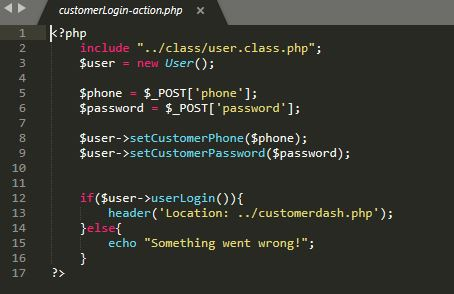 customerLogin-action.php ×
1 <?php
2 include "../class/user.class.php";
3 $user = new User();
4
5 $phone = $_POST['phone'];
6 $password = $_POST['password'];
7
8 $user->setCustomerPhone($phone);
9 $user->setCustomerPassword($password);
10
11
12 if($user->userLogin()){
13 header('Location: ../customerdash.php');
14 }else{
15 echo "Something went wrong!";
16 }
17 ?>